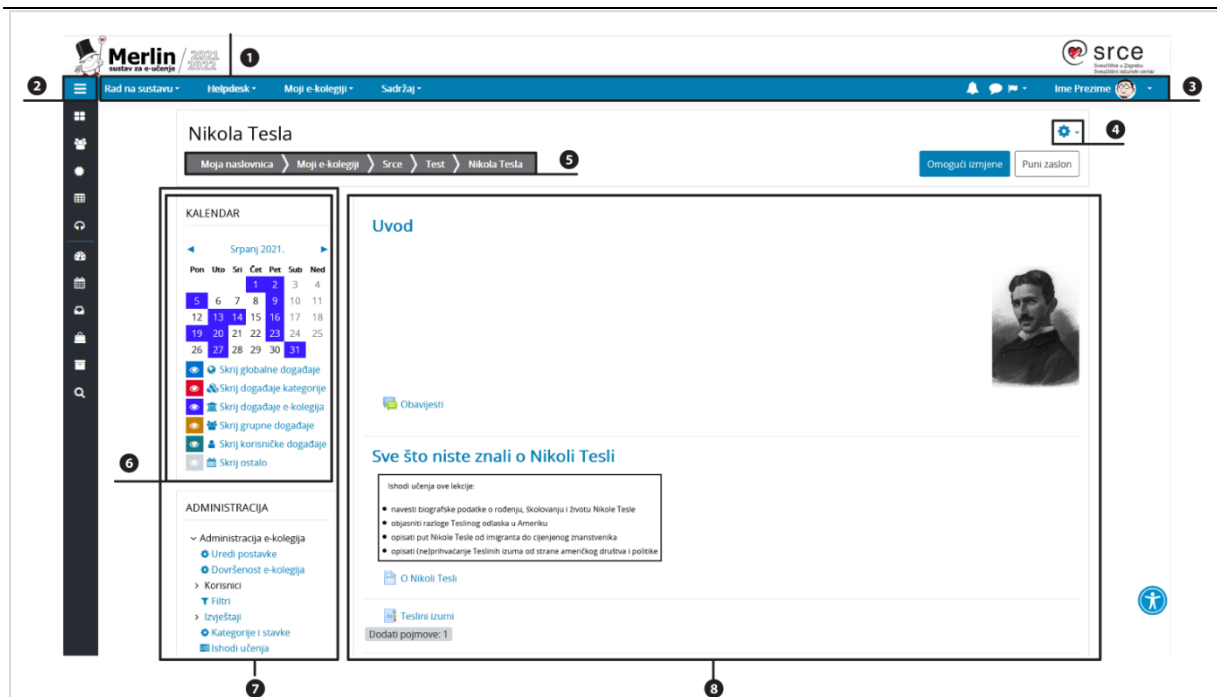 Merlin / 2021 2022
sustav za e-učenje
1
srce
Sveučilište u Zagrebu
Sveučilišni računski centar
2
Rad na sustavu Helpdesk Moji e-kolegiji Sadržaj Ime Prezime
3
Nikola Tesla
4
Moja naslovnica Moji e-kolegiji Srce Test Nikola Tesla
5
Omogući izmjene Puni zaslon
KALENDAR
Srpanj 2021.
Pon Uto Sri Čet Pet Sub Ned
1 2 3 4
5 6 7 8 9 10 11
12 13 14 15 16 17 18
19 20 21 22 23 24 25
26 27 28 29 30 31
Skrij globalne događaje
Skrij događaje kategorije
Skrij događaje e-kolegija
Skrij grupne događaje
Skrij korisničke događaje
Skrij ostalo
6
ADMINISTRACIJA
Administracija e-kolegija
Uredi postavke
Dovršenost e-kolegija
Korisnici
Filtri
Izvještaji
Kategorije i stavke
Ishodi učenja
7
Uvod
Obavijesti
Sve što niste znali o Nikoli Tesli
Ishodi učenja ove lekcije:
• navesti biografske podatke o rođenju, školovanju i životu Nikole Tesle
• objasniti razloge Teslinog odlaska u Ameriku
• opisati put Nikole Tesle od imigranta do cijenjenog znanstvenika
• opisati (ne)prihvaćanje Teslinih izuma od strane američkog društva i politike
O Nikoli Tesli
Teslini izumi
Dodati pojmove: 1
8